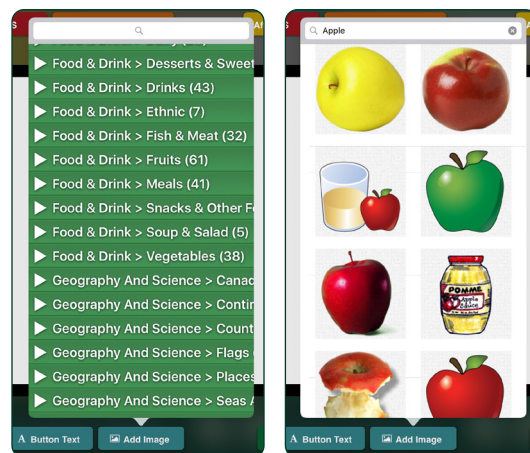 Food & Drink > Desserts & Sweet
Food & Drink > Drinks (43)
Food & Drink > Ethnic (7)
Food & Drink > Fish & Meat (32)
Food & Drink > Fruits (61)
Food & Drink > Meals (41)
Food & Drink > Snacks & Other F
Food & Drink > Soup & Salad (5)
Food & Drink > Vegetables (38)
Geography And Science > Canad
Geography And Science > Contin
Geography And Science > Count
Geography And Science > Flags
Geography And Science > Places
Geography And Science > Seas A
A Button Text
Add Image
Apple
POMME
Apple
Sauce
A Button Text
Add Image